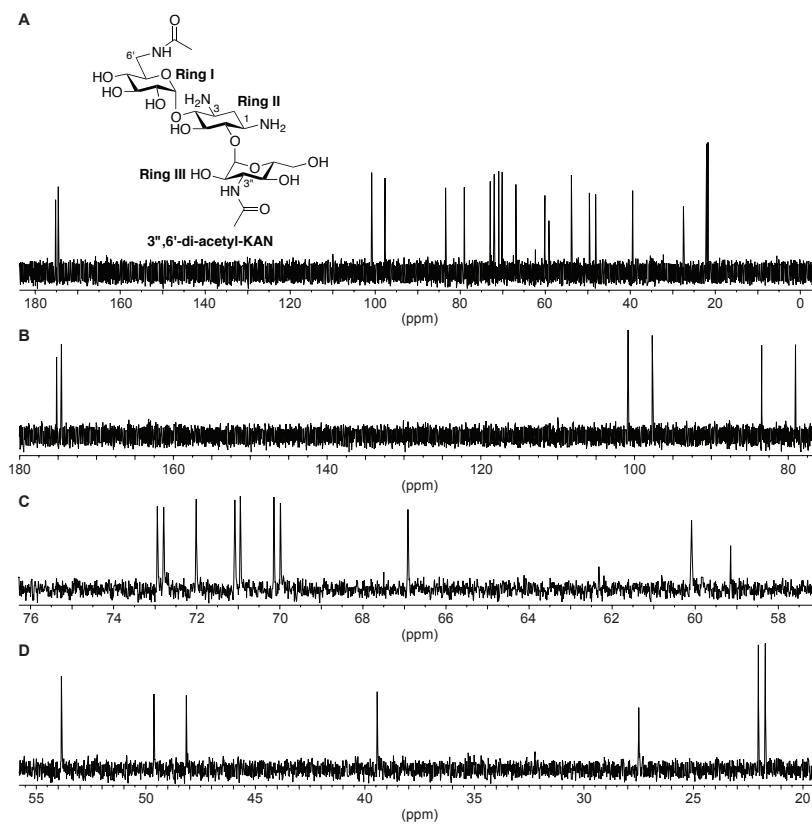 A
O
6'
NH
O
Ring I
HO
HO
HO
O
H2N
3
Ring II
1
NH2
HO
O
O
OH
Ring III
HO
OH
HN
3"
O
3",6'-di-acetyl-KAN
180 160 140 120 100 80 60 40 20 0
(ppm)
B
180 160 140 120 100 80
(ppm)
C
76 74 72 70 68 66 64 62 60 58
(ppm)
D
55 50 45 40 35 30 25 20
(ppm)